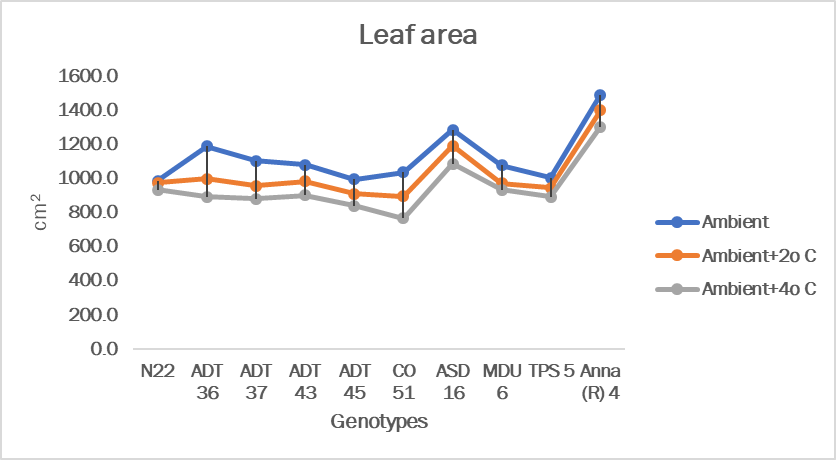 Leaf area
1600.0
1400.0
1200.0
1000.0
800.0
600.0
400.0
200.0
0.0
cm²
N22 ADT ADT ADT ADT CO ASD MDU TPS 5 Anna
36 37 43 45 51 16 6 (R) 4
Genotypes
Ambient
Ambient+2o C
Ambient+4o C